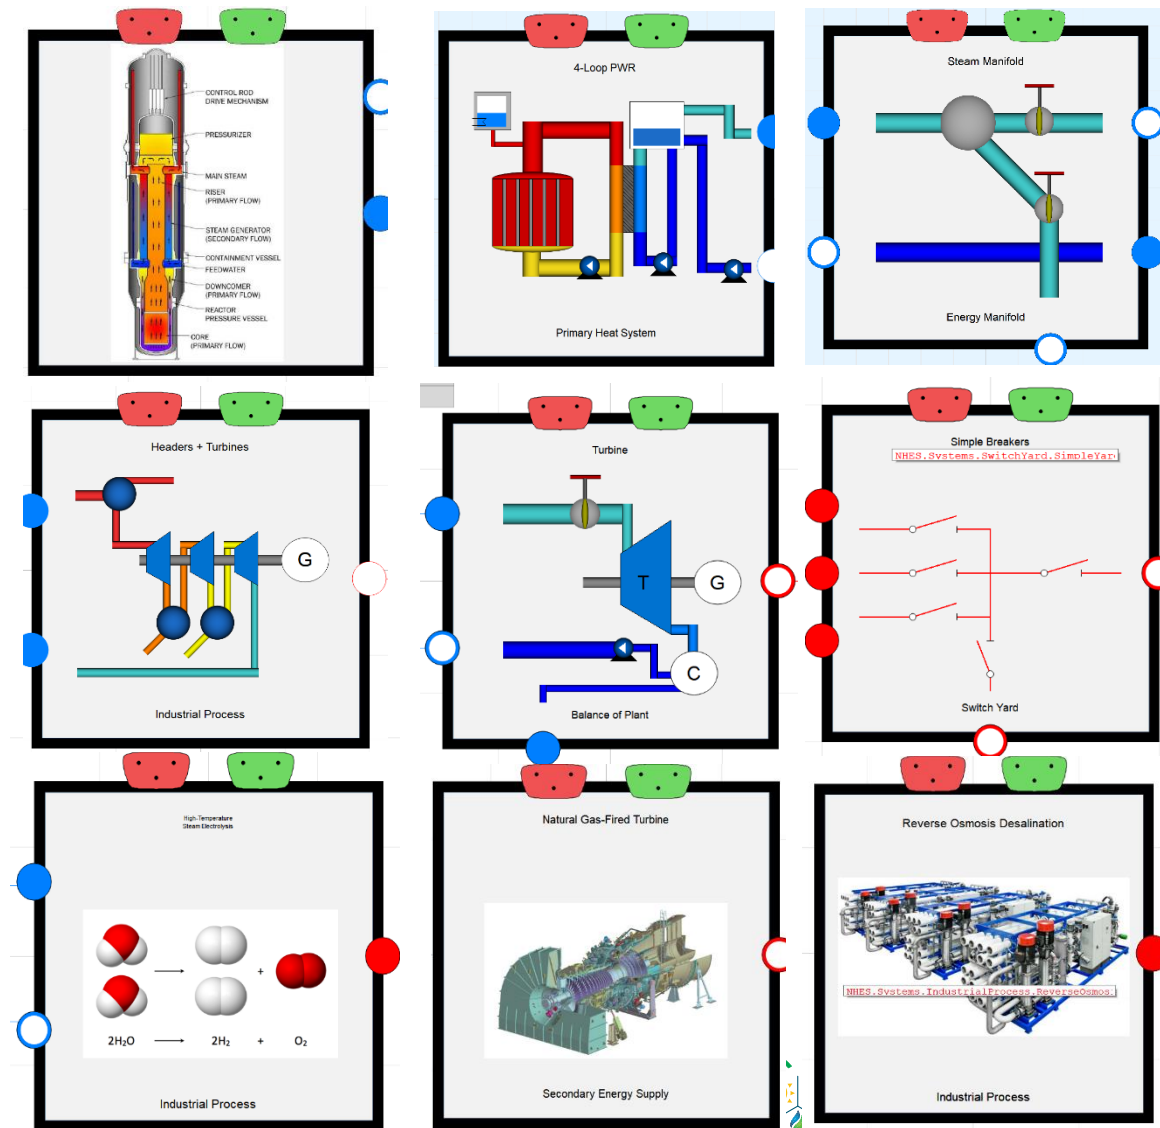 CONTROL ROD
DRIVE MECHANISM
PRESSURIZER
MAIN STEAM
RISER
(PRIMARY FLOW)
STEAM GENERATOR
(SECONDARY FLOW)
CONTAINMENT VESSEL
FEEDWATER
DOWNCOMER
(PRIMARY FLOW)
REACTOR
PRESSURE VESSEL
CORE
(PRIMARY FLOW)
4-Loop PWR
Primary Heat System
Steam Manifold
Energy Manifold
Headers + Turbines
G
Industrial Process
Turbine
T
G
C
Balance of Plant
Simple Breakers
NHES.Systems.SwitchYard.SimpleYard
Switch Yard
High-Temperature
Steam Electrolysis
+
2H₂O → 2H₂ + O₂
Industrial Process
Natural Gas-Fired Turbine
Secondary Energy Supply
Reverse Osmosis Desalination
NHES.Systems.IndustrialProcess.ReverseOsmos
Industrial Process